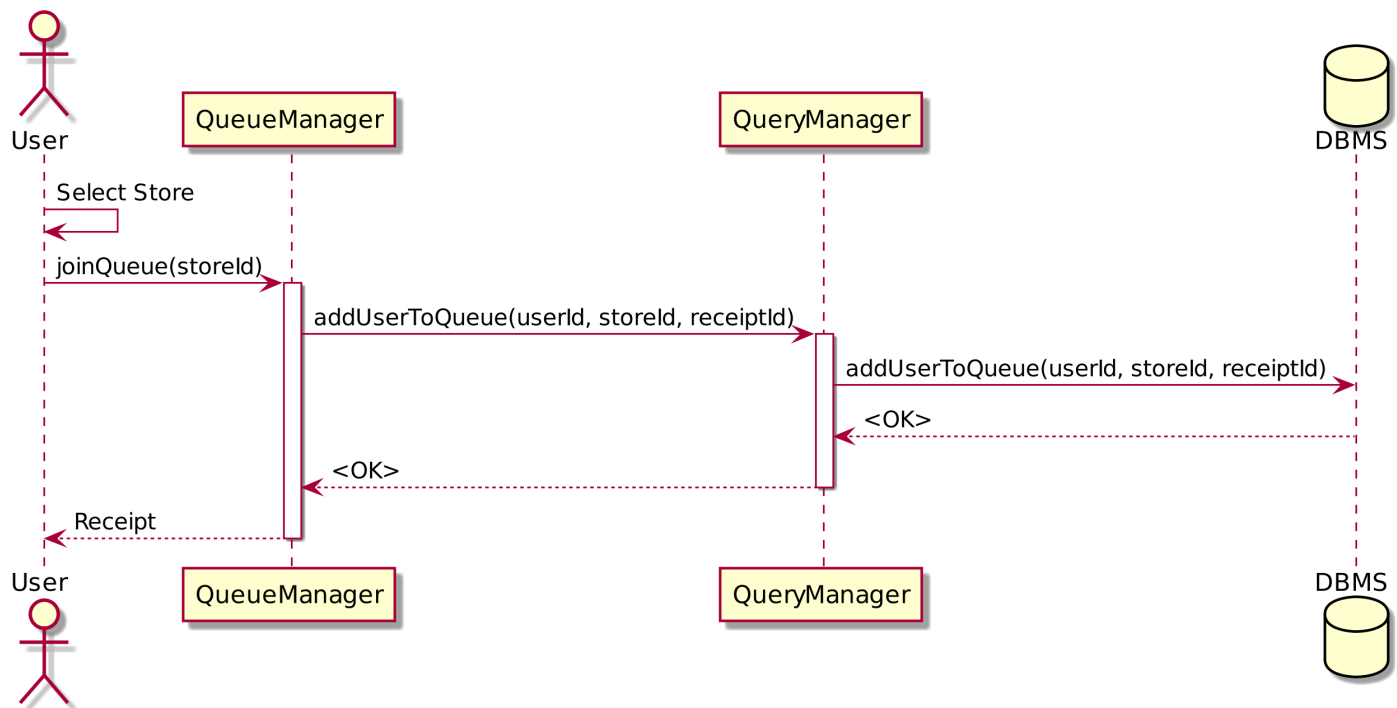 User
QueueManager
QueryManager
DBMS
Select Store
joinQueue(storeId)
addUserToQueue(userId, storeId, receiptId)
addUserToQueue(userId, storeId, receiptId)
<OK>
<OK>
Receipt
User
QueueManager
QueryManager
DBMS